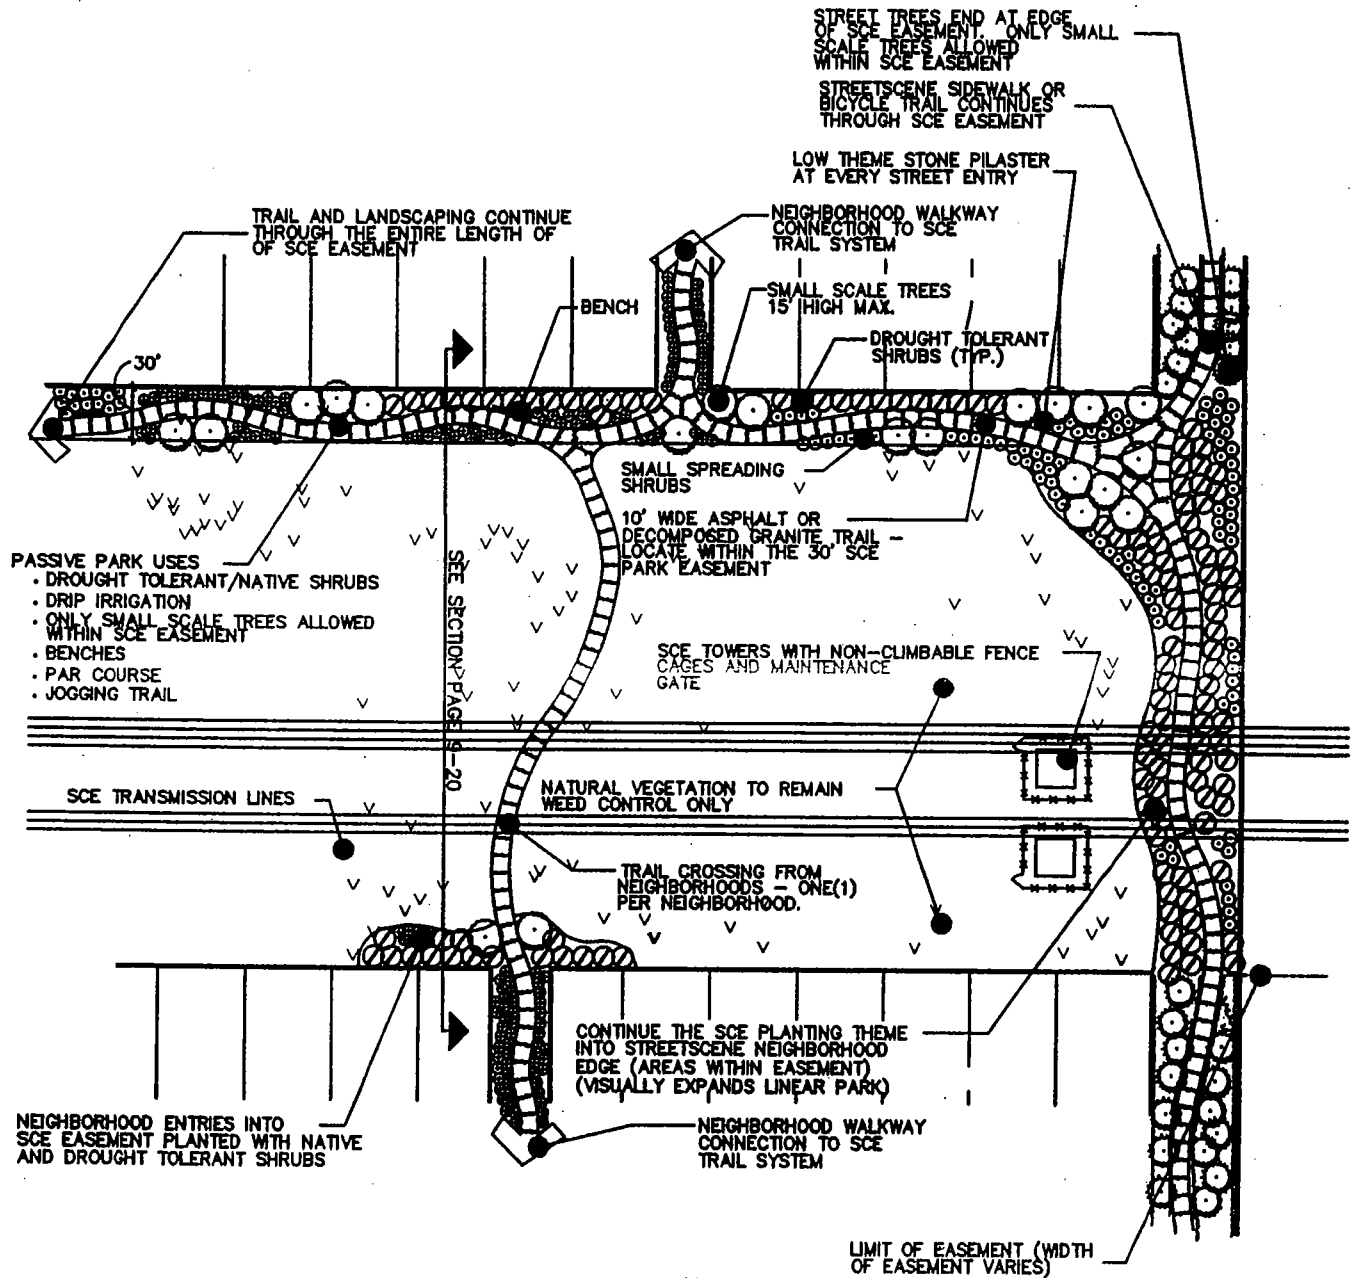 STREET TREES END AT EDGE
OF SCE EASEMENT. ONLY SMALL
SCALE TREES ALLOWED
WITHIN SCE EASEMENT
STREETSCENE SIDEWALK OR
BICYCLE TRAIL CONTINUES
THROUGH SCE EASEMENT
LOW THEME STONE PILASTER
AT EVERY STREET ENTRY
TRAIL AND LANDSCAPING CONTINUE
THROUGH THE ENTIRE LENGTH OF
OF SCE EASEMENT
NEIGHBORHOOD WALKWAY
CONNECTION TO SCE
TRAIL SYSTEM
BENCH
SMALL SCALE TREES
15' HIGH MAX.
DROUGHT TOLERANT
SHRUBS (TYP.)
30'
SMALL SPREADING
SHRUBS
10' WIDE ASPHALT OR
DECOMPOSED GRANITE TRAIL –
LOCATE WITHIN THE 30' SCE
PARK EASEMENT
PASSIVE PARK USES
• DROUGHT TOLERANT/NATIVE SHRUBS
• DRIP IRRIGATION
• ONLY SMALL SCALE TREES ALLOWED
WITHIN SCE EASEMENT
• BENCHES
• PAR COURSE
• JOGGING TRAIL
SEE SECTION PAGE 9–20
SCE TOWERS WITH NON-CLIMBABLE FENCE
CAGES AND MAINTENANCE
GATE
SCE TRANSMISSION LINES
NATURAL VEGETATION TO REMAIN
WEED CONTROL ONLY
TRAIL CROSSING FROM
NEIGHBORHOODS – ONE(1)
PER NEIGHBORHOOD.
CONTINUE THE SCE PLANTING THEME
INTO STREETSCENE NEIGHBORHOOD
EDGE (AREAS WITHIN EASEMENT)
(VISUALLY EXPANDS LINEAR PARK)
NEIGHBORHOOD ENTRIES INTO
SCE EASEMENT PLANTED WITH NATIVE
AND DROUGHT TOLERANT SHRUBS
NEIGHBORHOOD WALKWAY
CONNECTION TO SCE
TRAIL SYSTEM
LIMIT OF EASEMENT (WIDTH
OF EASEMENT VARIES)